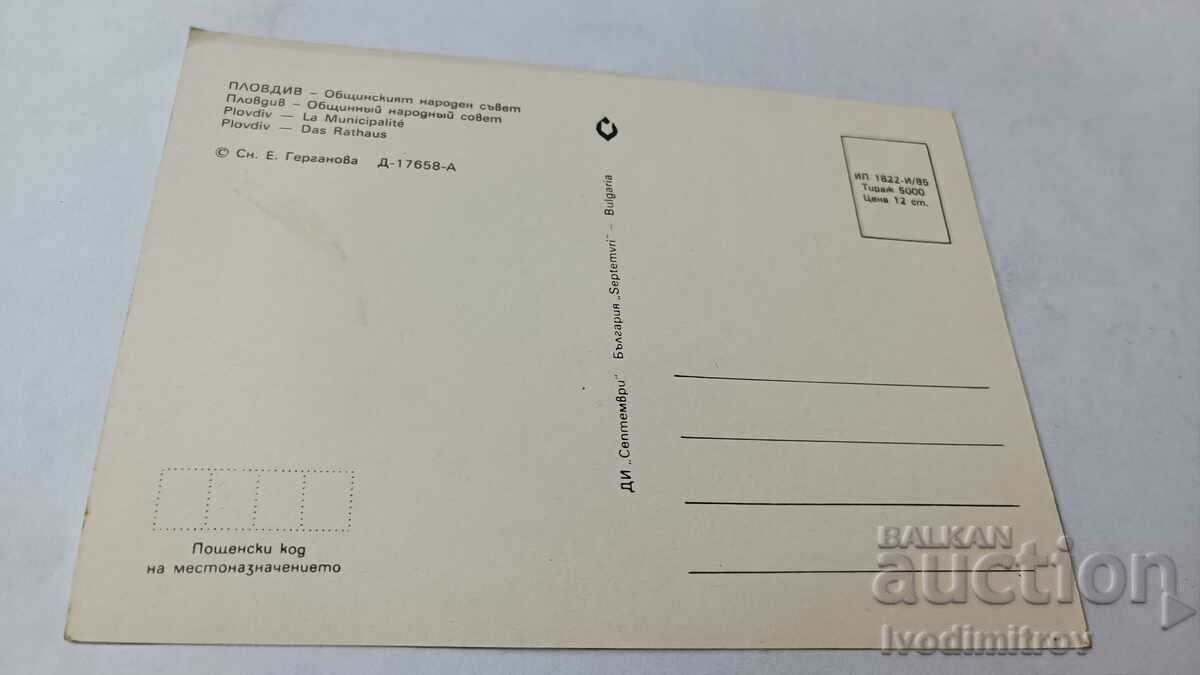 ПЛОВДИВ – Общинският народен съвет
Пловдив – Общинный народный совет
Plovdiv — La Municipalité
Plovdiv — Das Rathaus
© Сн. Е. Герганова Д-17658-А
ДИ „Септември" България „Septemvri" – Bulgaria
ИП 1822-И/85
Тираж 5000
Цена 12 ст.
Пощенски код
на местоназначението
BALKAN
auction
Ivodimitrov